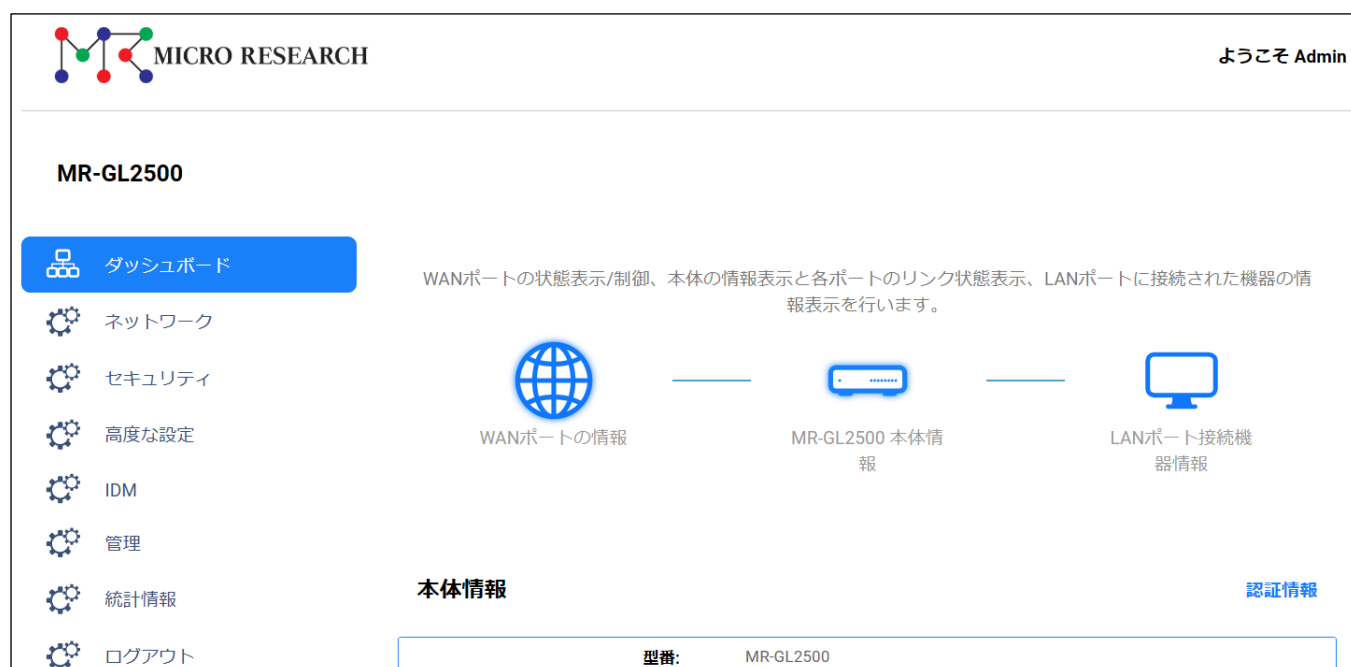 MICRO RESEARCH
ようこそ Admin
MR-GL2500
ダッシュボード
ネットワーク
セキュリティ
高度な設定
IDM
管理
統計情報
ログアウト
WANポートの状態表示/制御、本体の情報表示と各ポートのリンク状態表示、LANポートに接続された機器の情
報表示を行います。
WANポートの情報
MR-GL2500 本体情
報
LANポート接続機
器情報
本体情報
認証情報
型番: MR-GL2500